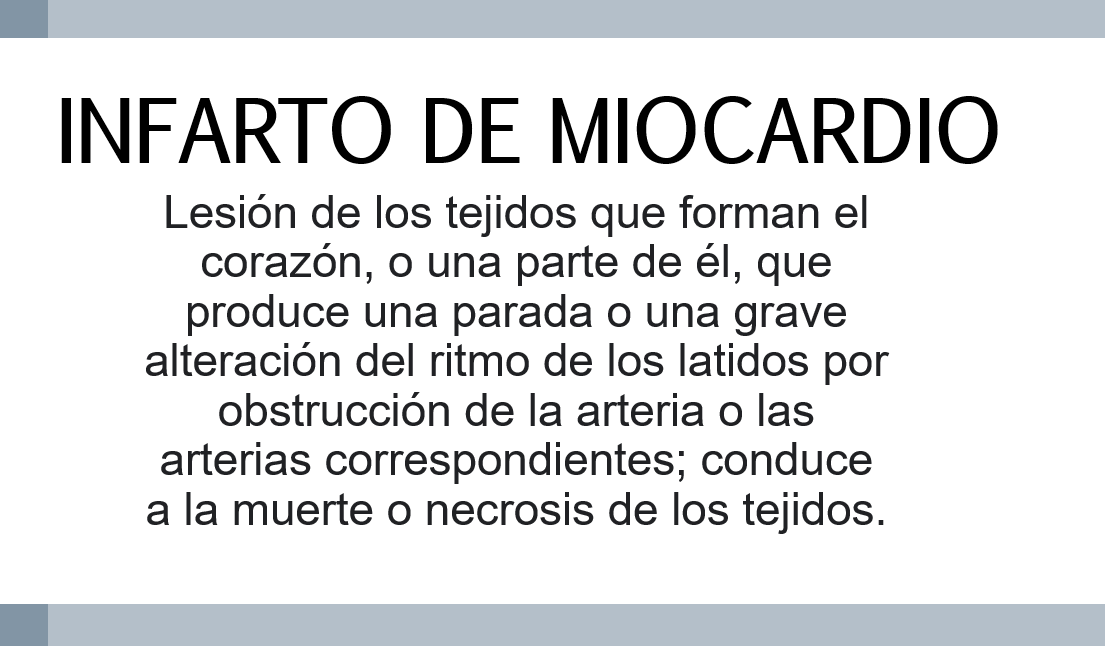 INFARTO DE MIOCARDIO
Lesión de los tejidos que forman el
corazón, o una parte de él, que
produce una parada o una grave
alteración del ritmo de los latidos por
obstrucción de la arteria o las
arterias correspondientes; conduce
a la muerte o necrosis de los tejidos.